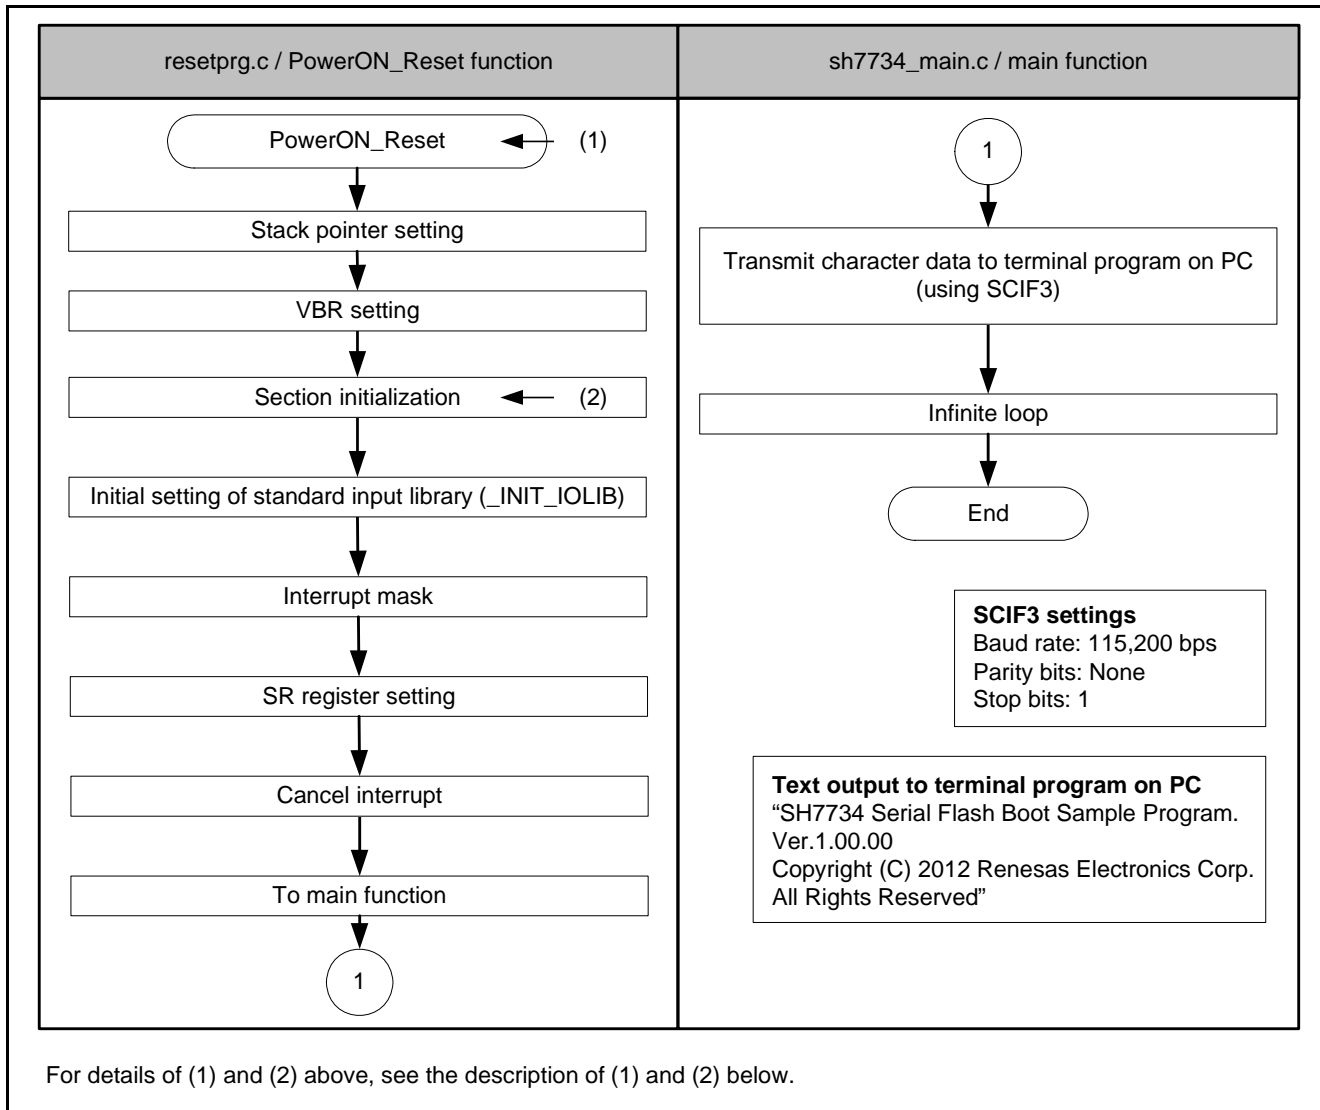 resetprg.c / PowerON_Reset function
PowerON_Reset
(1)
Stack pointer setting
VBR setting
Section initialization
(2)
Initial setting of standard input library (_INIT_IOLIB)
Interrupt mask
SR register setting
Cancel interrupt
To main function
1
sh7734_main.c / main function
1
Transmit character data to terminal program on PC
(using SCIF3)
Infinite loop
End
SCIF3 settings
Baud rate: 115,200 bps
Parity bits: None
Stop bits: 1
Text output to terminal program on PC
“SH7734 Serial Flash Boot Sample Program.
Ver.1.00.00
Copyright (C) 2012 Renesas Electronics Corp.
All Rights Reserved”
For details of (1) and (2) above, see the description of (1) and (2) below.